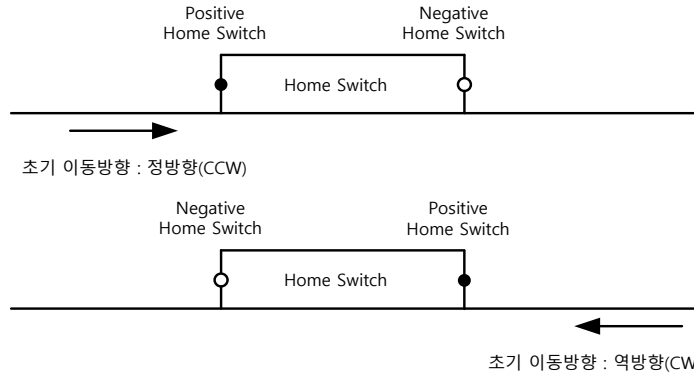 Positive
Home Switch
Negative
Home Switch
Home Switch
초기 이동방향 : 정방향(CCW)
Negative
Home Switch
Positive
Home Switch
Home Switch
초기 이동방향 : 역방향(CW